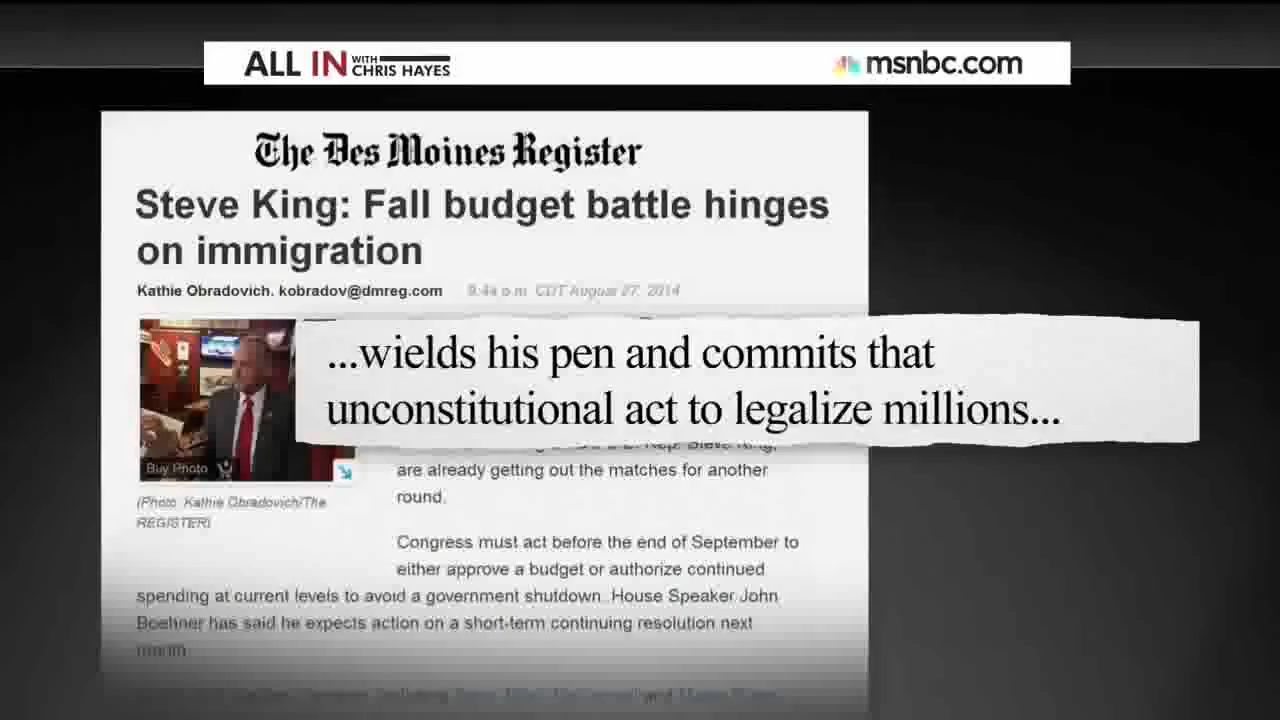 ALL IN WITH CHRIS HAYES
msnbc.com
The Des Moines Register
Steve King: Fall budget battle hinges
on immigration
Kathie Obradovich, kobradov@dmreg.com CDT August 27, 2014
...wields his pen and commits that
unconstitutional act to legalize millions...
Rep. Steve King,
are already getting out the matches for another
round.
Buy Photo
(Photo: Kathie Obradovich/The
REGISTER)
Congress must act before the end of September to
either approve a budget or authorize continued
spending at current levels to avoid a government shutdown. House Speaker John
Boehner has said he expects action on a short-term continuing resolution next
month